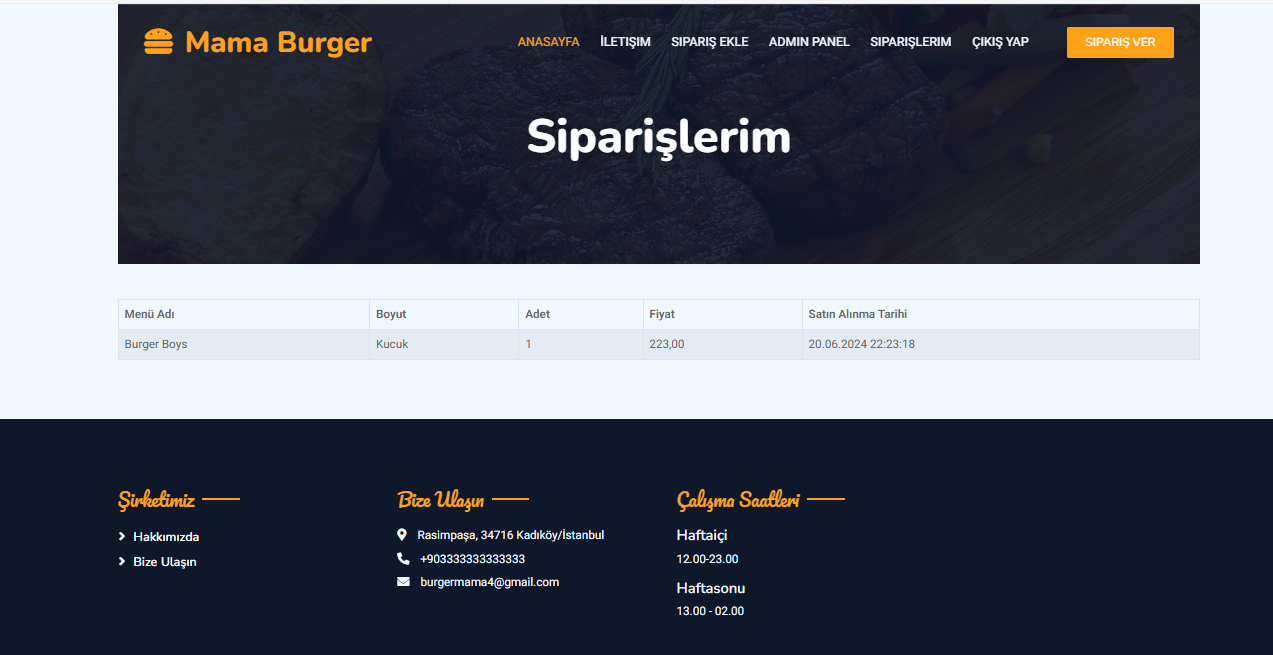 Mama Burger
ANASAYFA İLETİŞİM SIPARIŞ EKLE ADMIN PANEL SIPARIŞLERIM ÇIKIŞ YAP SIPARIŞ VER
Siparişlerim
Menü Adı Boyut Adet Fiyat Satın Alınma Tarihi
Burger Boys Kucuk 1 223,00 20.06.2024 22:23:18
Şirketimiz
Hakkımızda
Bize Ulaşın
Bize Ulaşın
Rasimpaşa, 34716 Kadıköy/İstanbul
+903333333333333
burgermama4@gmail.com
Çalışma Saatleri
Haftaiçi
12.00-23.00
Haftasonu
13.00 - 02.00